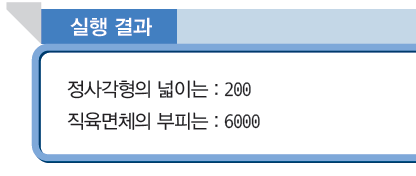 실행 결과
정사각형의 넓이는 : 200
직육면체의 부피는 : 6000